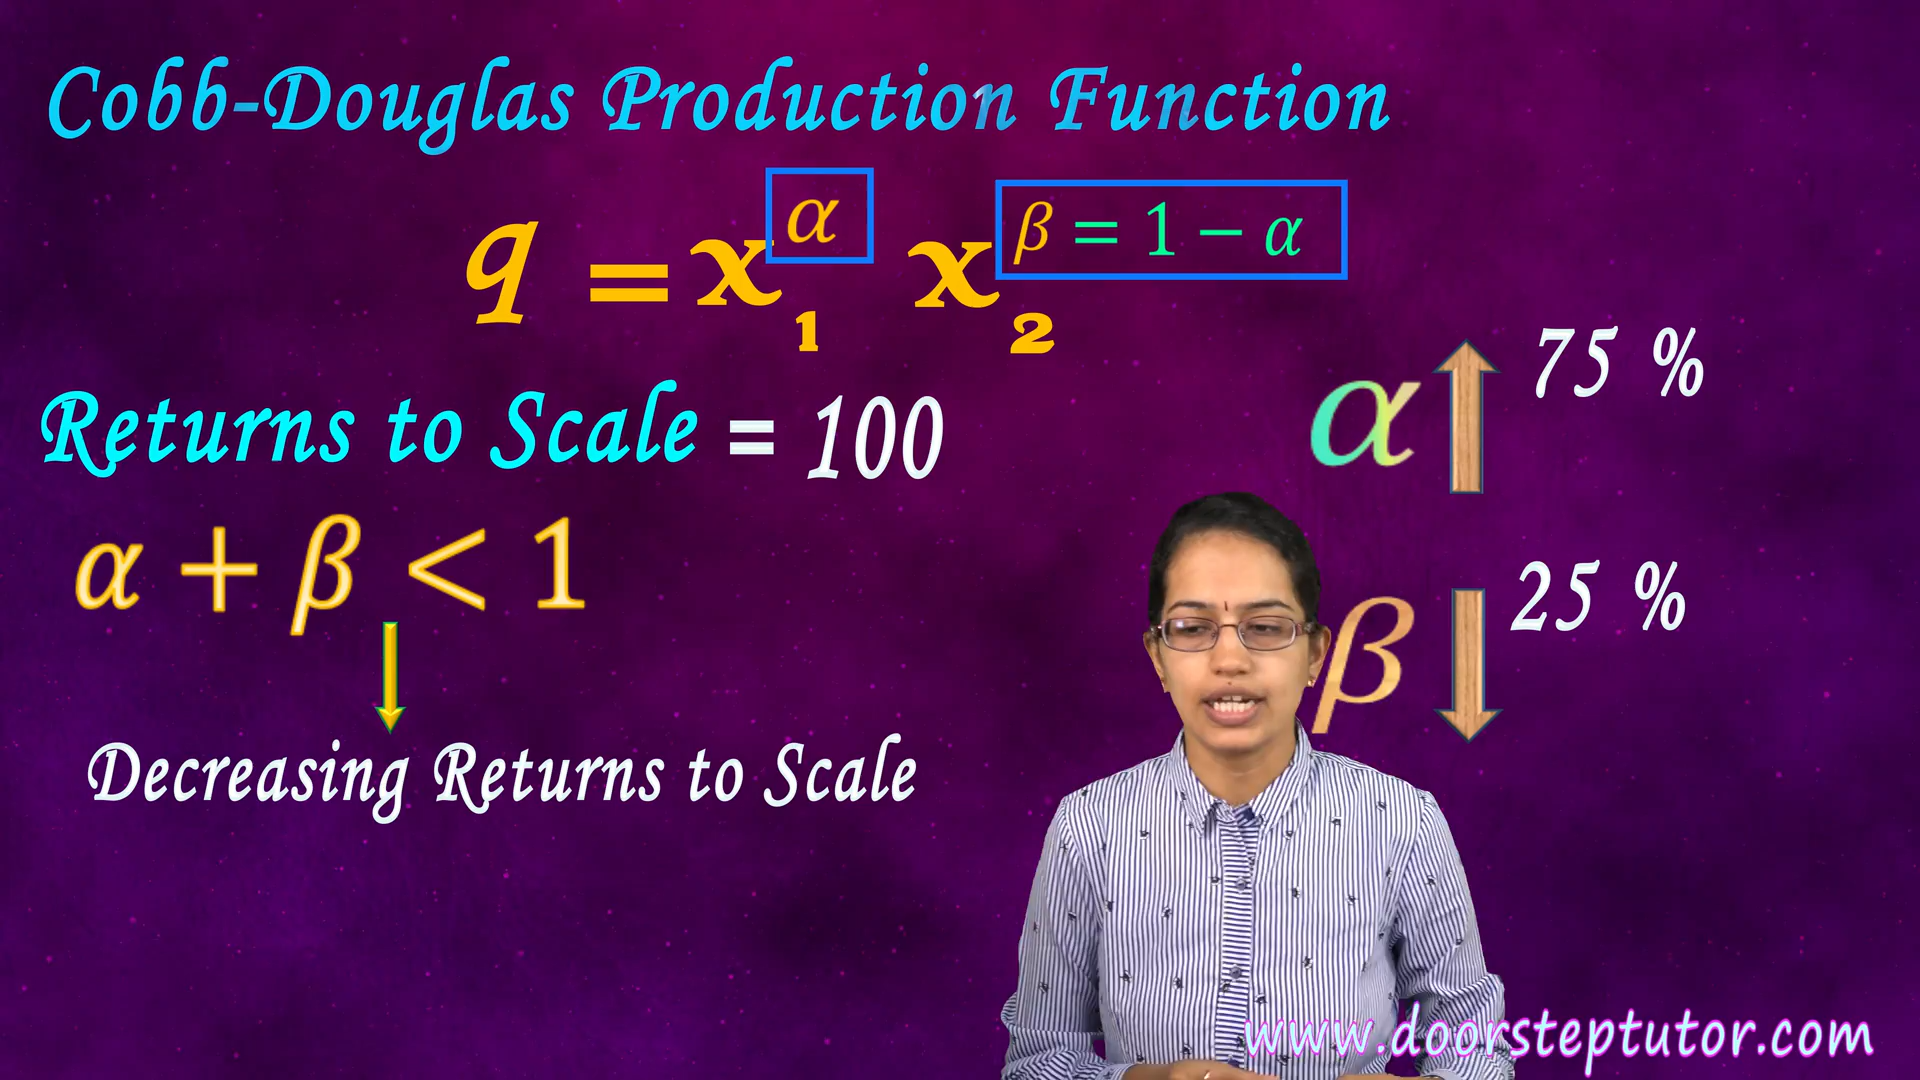 Cobb-Douglas Production Function
q = x₁^α x₂^β = 1 − α
Returns to Scale = 100
α 75 %
α + β < 1
β 25 %
Decreasing Returns to Scale
www.doorsteptutor.com